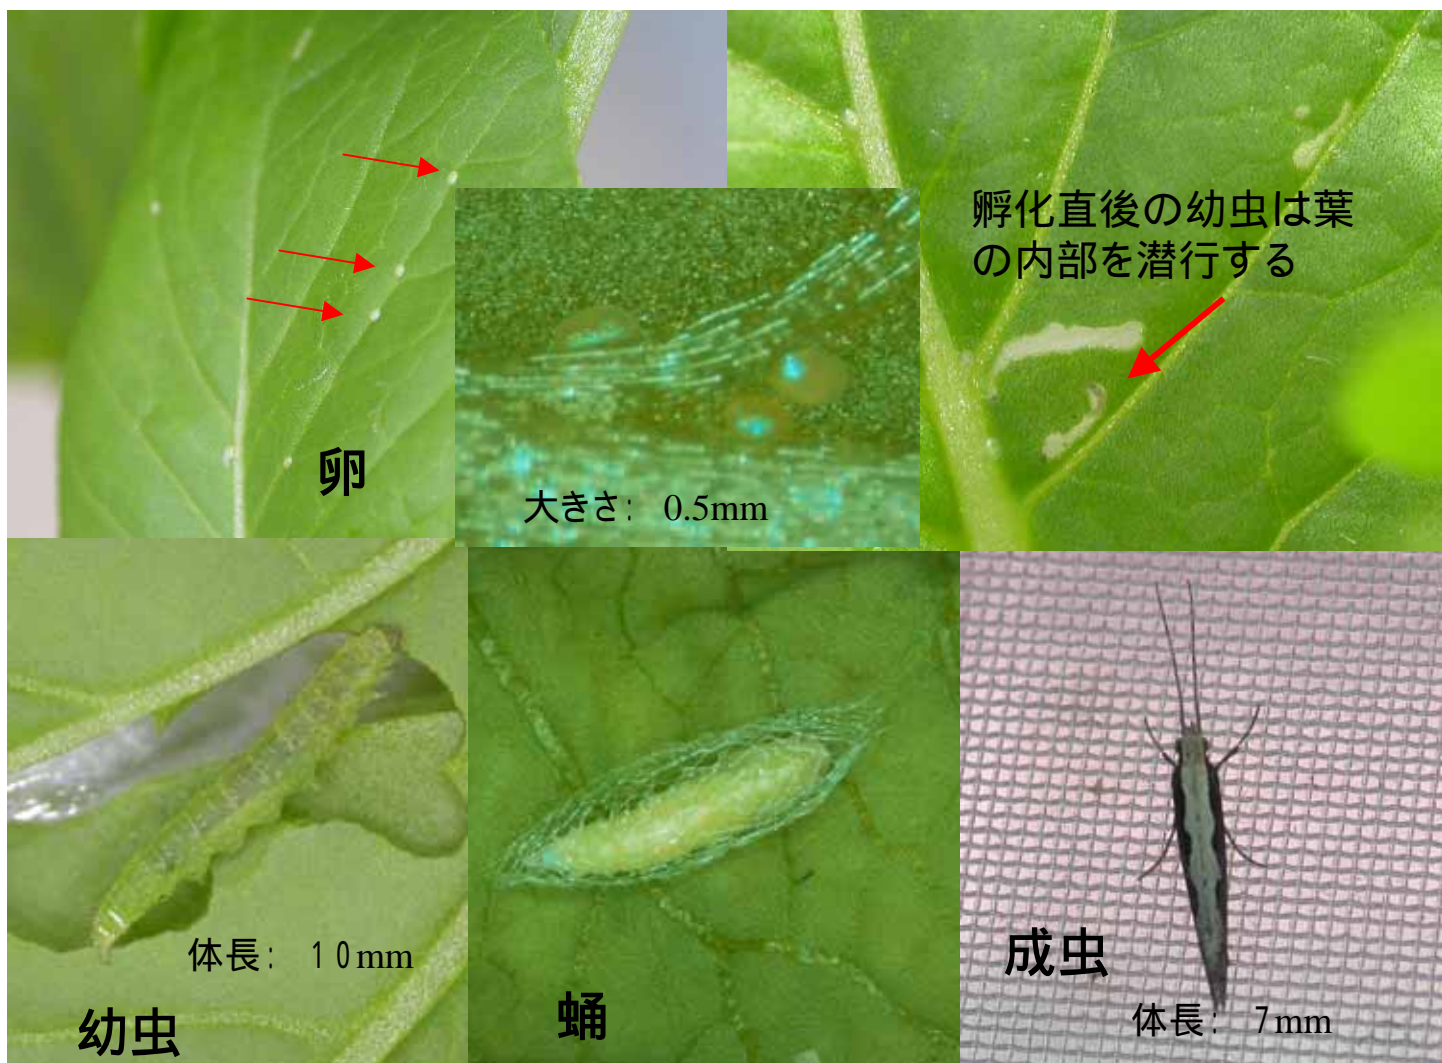 孵化直後の幼虫は葉
の内部を潜行する
卵
大きさ： 0.5mm
体長： １０mm
幼虫
蛹
成虫
体長： ７mm